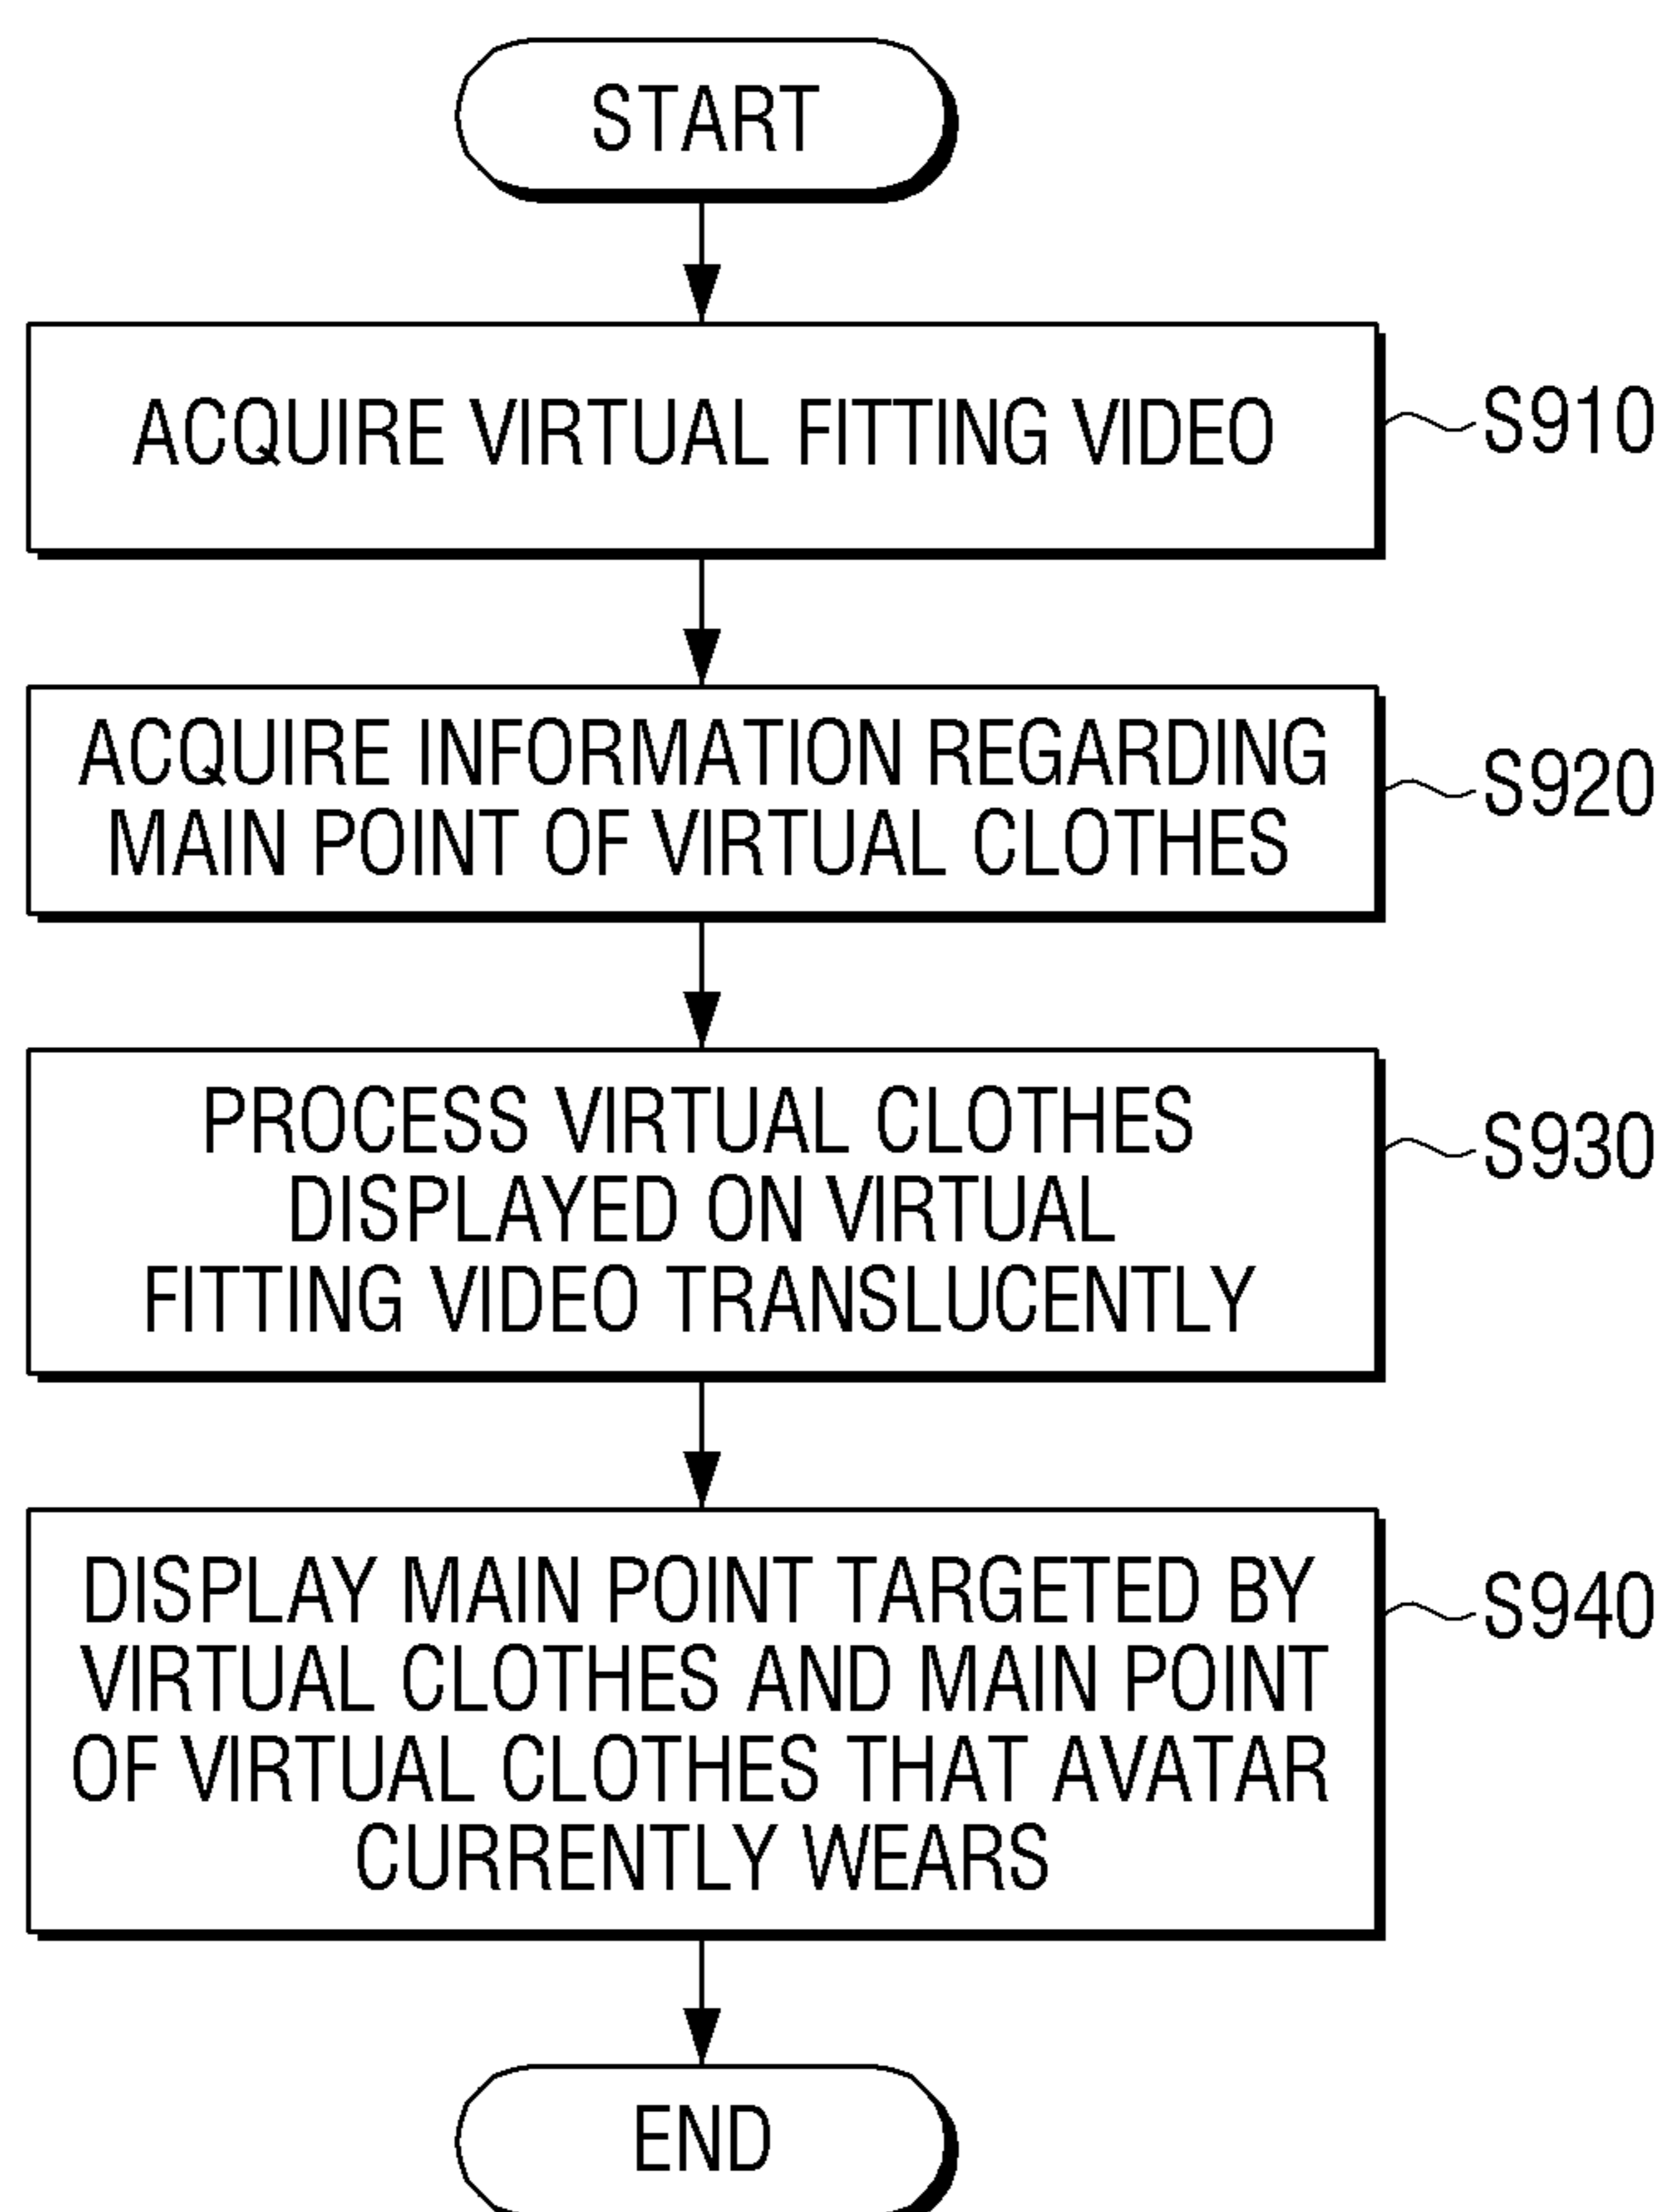 START
ACQUIRE VIRTUAL FITTING VIDEO
S910
ACQUIRE INFORMATION REGARDING
MAIN POINT OF VIRTUAL CLOTHES
S920
PROCESS VIRTUAL CLOTHES
DISPLAYED ON VIRTUAL
FITTING VIDEO TRANSLUCENTLY
S930
DISPLAY MAIN POINT TARGETED BY
VIRTUAL CLOTHES AND MAIN POINT
OF VIRTUAL CLOTHES THAT AVATAR
CURRENTLY WEARS
S940
END